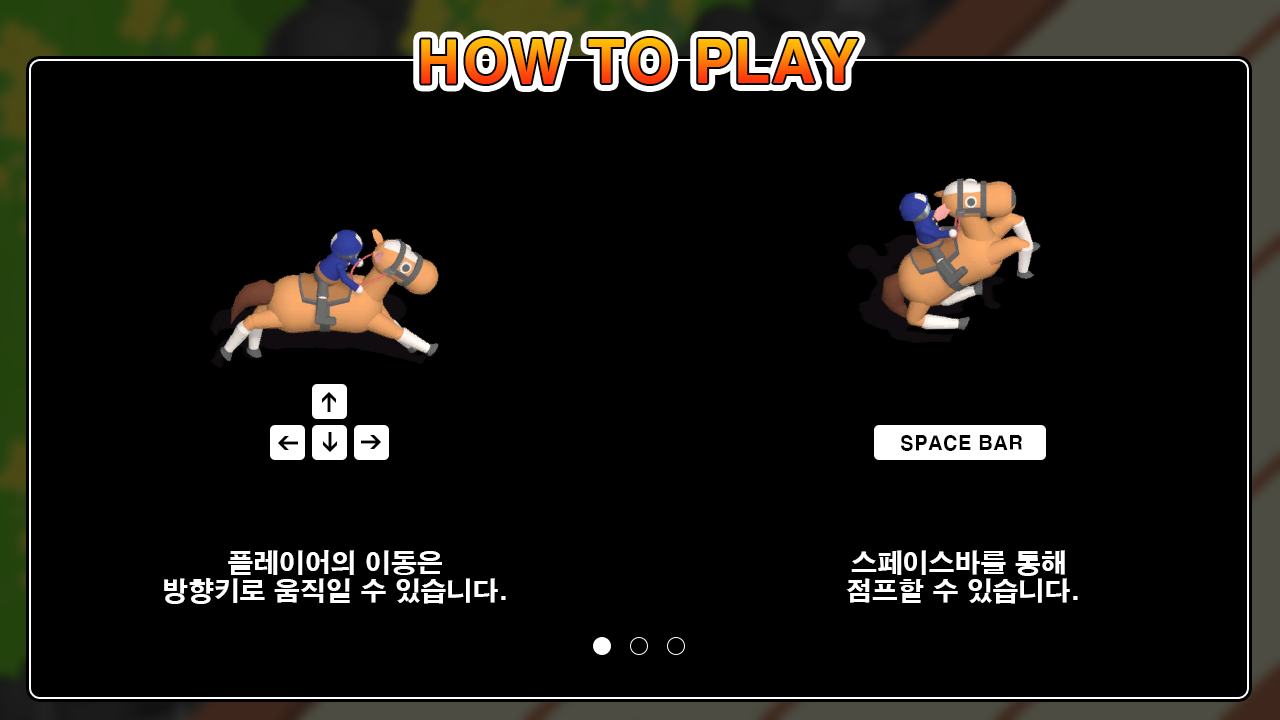 HOW TO PLAY
↑
← ↓ →
SPACE BAR
플레이어의 이동은
방향키로 움직일 수 있습니다.
스페이스바를 통해
점프할 수 있습니다.